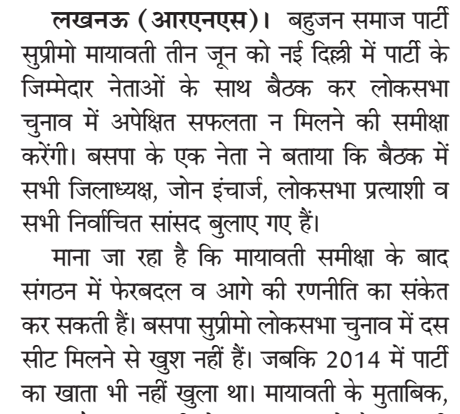 लखनऊ (आरएनएस)। बहुजन समाज पार्टी
सुप्रीमो मायावती तीन जून को नई दिल्ली में पार्टी के
जिम्मेदार नेताओं के साथ बैठक कर लोकसभा
चुनाव में अपेक्षित सफलता न मिलने की समीक्षा
करेंगी। बसपा के एक नेता ने बताया कि बैठक में
सभी जिलाध्यक्ष, जोन इंचार्ज, लोकसभा प्रत्याशी व
सभी निर्वाचित सांसद बुलाए गए हैं।
माना जा रहा है कि मायावती समीक्षा के बाद
संगठन में फेरबदल व आगे की रणनीति का संकेत
कर सकती हैं। बसपा सुप्रीमो लोकसभा चुनाव में दस
सीट मिलने से खुश नहीं हैं। जबकि 2014 में पार्टी
का खाता भी नहीं खुला था। मायावती के मुताबिक,